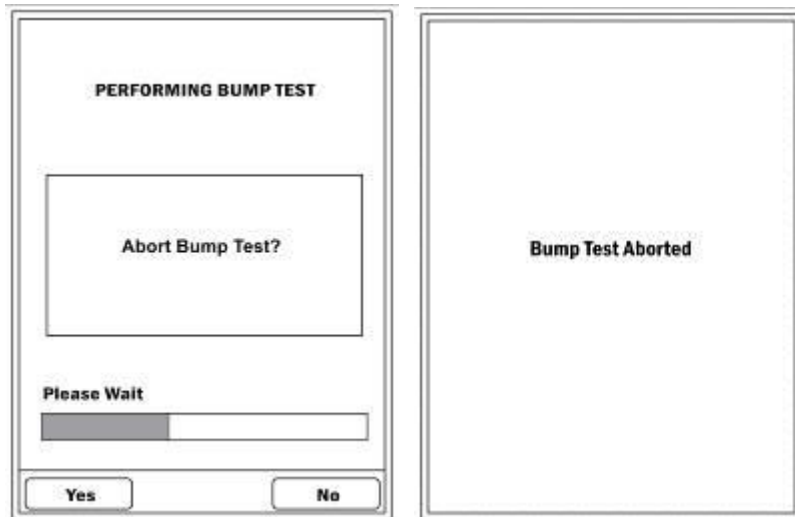 PERFORMING BUMP TEST
Abort Bump Test?
Please Wait
Yes
No
Bump Test Aborted